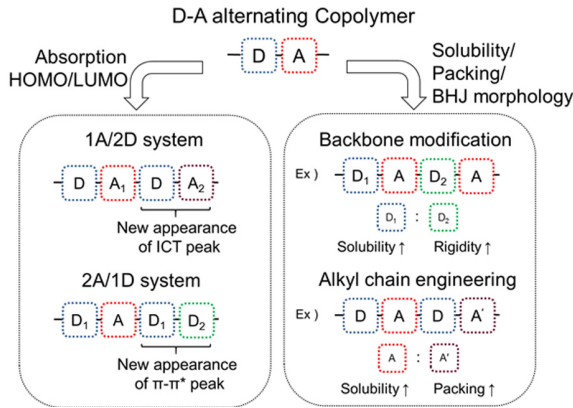 D-A alternating Copolymer
Absorption
HOMO/LUMO
D A
Solubility/
Packing/
BHJ morphology
1A/2D system
D A₁ D A₂
New appearance
of ICT peak
2A/1D system
D₁ A D₁ D₂
New appearance
of π-π* peak
Backbone modification
Ex ) D₁ A D₂ A
D₁ : D₂
Solubility ↑ Rigidity ↑
Alkyl chain engineering
Ex ) D A D A′
A : A′
Solubility ↑ Packing ↑